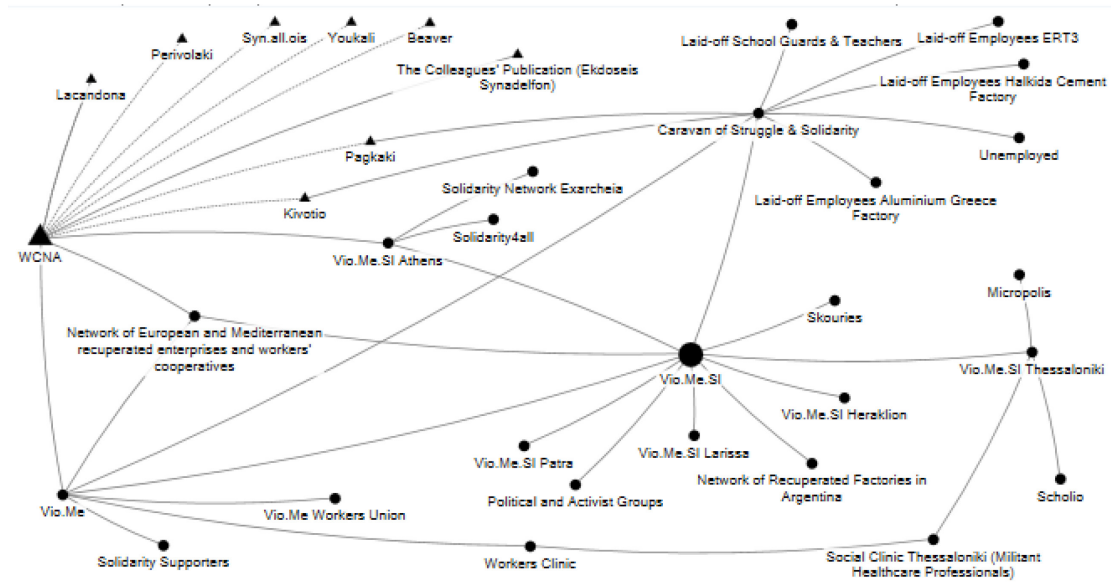 Syn.all.ois
Youkali
Beaver
Perivolaki
Laid-off School Guards & Teachers
Laid-off Employees ERT3
The Colleagues' Publication (Ekdoseis
Synadelfon)
Lacandona
Laid-off Employees Halkida Cement
Factory
Caravan of Struggle & Solidarity
Pagkaki
Unemployed
Solidarity Network Exarcheia
Laid-off Employees Aluminium Greece
Factory
Kivotio
Solidarity4all
WCNA
Vio.Me.SI Athens
Micropolis
Skouries
Network of European and Mediterranean
recuperated enterprises and workers'
cooperatives
Vio.Me.SI
Vio.Me.SI Thessaloniki
Vio.Me.SI Heraklion
Vio.Me.SI Larissa
Vio.Me.SI Patra
Network of Recuperated Factories in
Argentina
Political and Activist Groups
Scholio
Vio.Me
Vio.Me Workers Union
Solidarity Supporters
Workers Clinic
Social Clinic Thessaloniki (Militant
Healthcare Professionals)